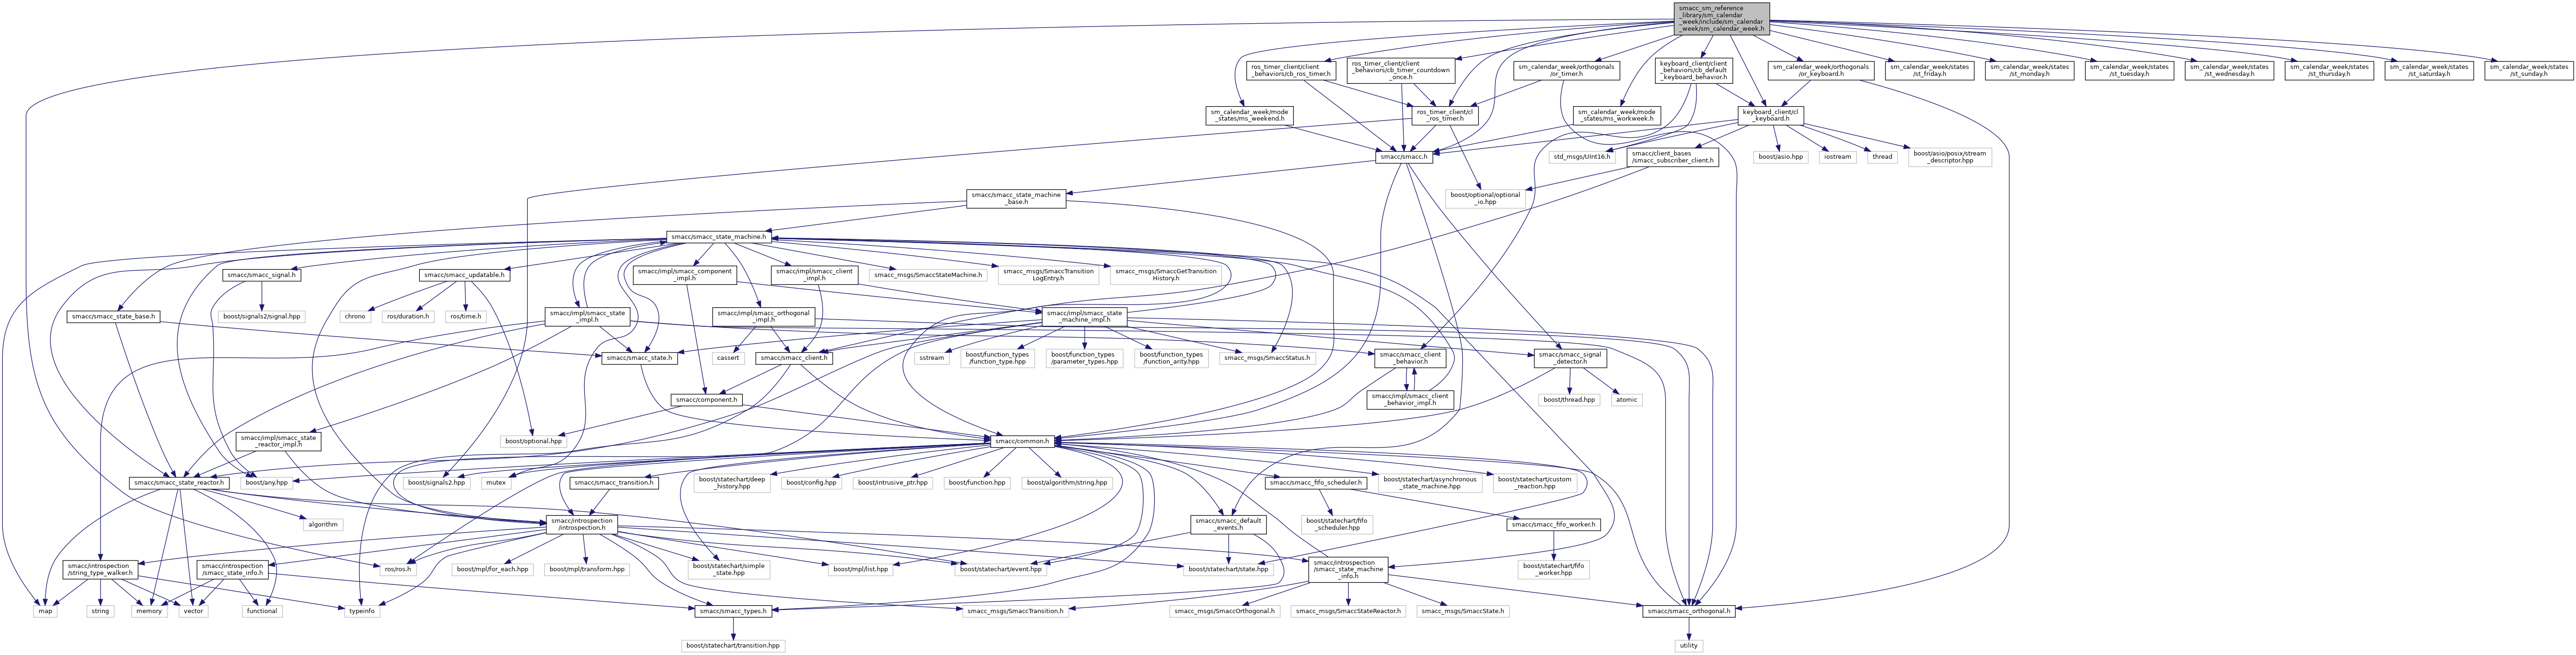 smacc_sm_reference
_library/sm_calendar
_week/include/sm_calendar
_week/sm_calendar_week.h
ros_timer_client/client
_behaviors/cb_ros_timer.h
ros_timer_client/client
_behaviors/cb_timer_countdown
_once.h
sm_calendar_week/orthogonals
/or_timer.h
keyboard_client/client
_behaviors/cb_default
_keyboard_behavior.h
sm_calendar_week/orthogonals
/or_keyboard.h
sm_calendar_week/states
/st_friday.h
sm_calendar_week/states
/st_monday.h
sm_calendar_week/states
/st_tuesday.h
sm_calendar_week/states
/st_wednesday.h
sm_calendar_week/states
/st_thursday.h
sm_calendar_week/states
/st_saturday.h
sm_calendar_week/states
/st_sunday.h
sm_calendar_week/mode
_states/ms_weekend.h
ros_timer_client/cl
_ros_timer.h
sm_calendar_week/mode
_states/ms_workweek.h
keyboard_client/cl
_keyboard.h
smacc/smacc.h
std_msgs/UInt16.h
smacc/client_bases
/smacc_subscriber_client.h
boost/asio.hpp
iostream
thread
boost/asio/posix/stream
_descriptor.hpp
smacc/smacc_state_machine
_base.h
boost/optional/optional
_io.hpp
smacc/smacc_state_machine.h
smacc/smacc_signal.h
smacc/smacc_updatable.h
smacc/impl/smacc_component
_impl.h
smacc/impl/smacc_client
_impl.h
smacc_msgs/SmaccStateMachine.h
smacc_msgs/SmaccTransition
LogEntry.h
smacc_msgs/SmaccGetTransition
History.h
smacc/smacc_state_base.h
boost/signals2/signal.hpp
chrono
ros/duration.h
ros/time.h
smacc/impl/smacc_state
_impl.h
smacc/impl/smacc_orthogonal
_impl.h
smacc/impl/smacc_state
_machine_impl.h
smacc/smacc_state.h
cassert
smacc/smacc_client.h
sstream
boost/function_types
/function_type.hpp
boost/function_types
/parameter_types.hpp
boost/function_types
/function_arity.hpp
smacc_msgs/SmaccStatus.h
smacc/smacc_client
_behavior.h
smacc/smacc_signal
_detector.h
smacc/component.h
smacc/impl/smacc_client
_behavior_impl.h
boost/thread.hpp
atomic
smacc/impl/smacc_state
_reactor_impl.h
boost/optional.hpp
smacc/common.h
smacc/smacc_state_reactor.h
boost/any.hpp
boost/signals2.hpp
mutex
smacc/smacc_transition.h
boost/statechart/deep
_history.hpp
boost/config.hpp
boost/intrusive_ptr.hpp
boost/function.hpp
boost/algorithm/string.hpp
smacc/smacc_fifo_scheduler.h
boost/statechart/asynchronous
_state_machine.hpp
boost/statechart/custom
_reaction.hpp
algorithm
smacc/introspection
/introspection.h
smacc/smacc_default
_events.h
boost/statechart/fifo
_scheduler.hpp
smacc/smacc_fifo_worker.h
smacc/introspection
/string_type_walker.h
smacc/introspection
/smacc_state_info.h
ros/ros.h
boost/mpl/for_each.hpp
boost/mpl/transform.hpp
boost/statechart/simple
_state.hpp
boost/mpl/list.hpp
boost/statechart/event.hpp
boost/statechart/state.hpp
smacc/introspection
/smacc_state_machine
_info.h
boost/statechart/fifo
_worker.hpp
map
string
memory
vector
functional
typeinfo
smacc/smacc_types.h
smacc_msgs/SmaccTransition.h
smacc_msgs/SmaccOrthogonal.h
smacc_msgs/SmaccStateReactor.h
smacc_msgs/SmaccState.h
smacc/smacc_orthogonal.h
boost/statechart/transition.hpp
utility